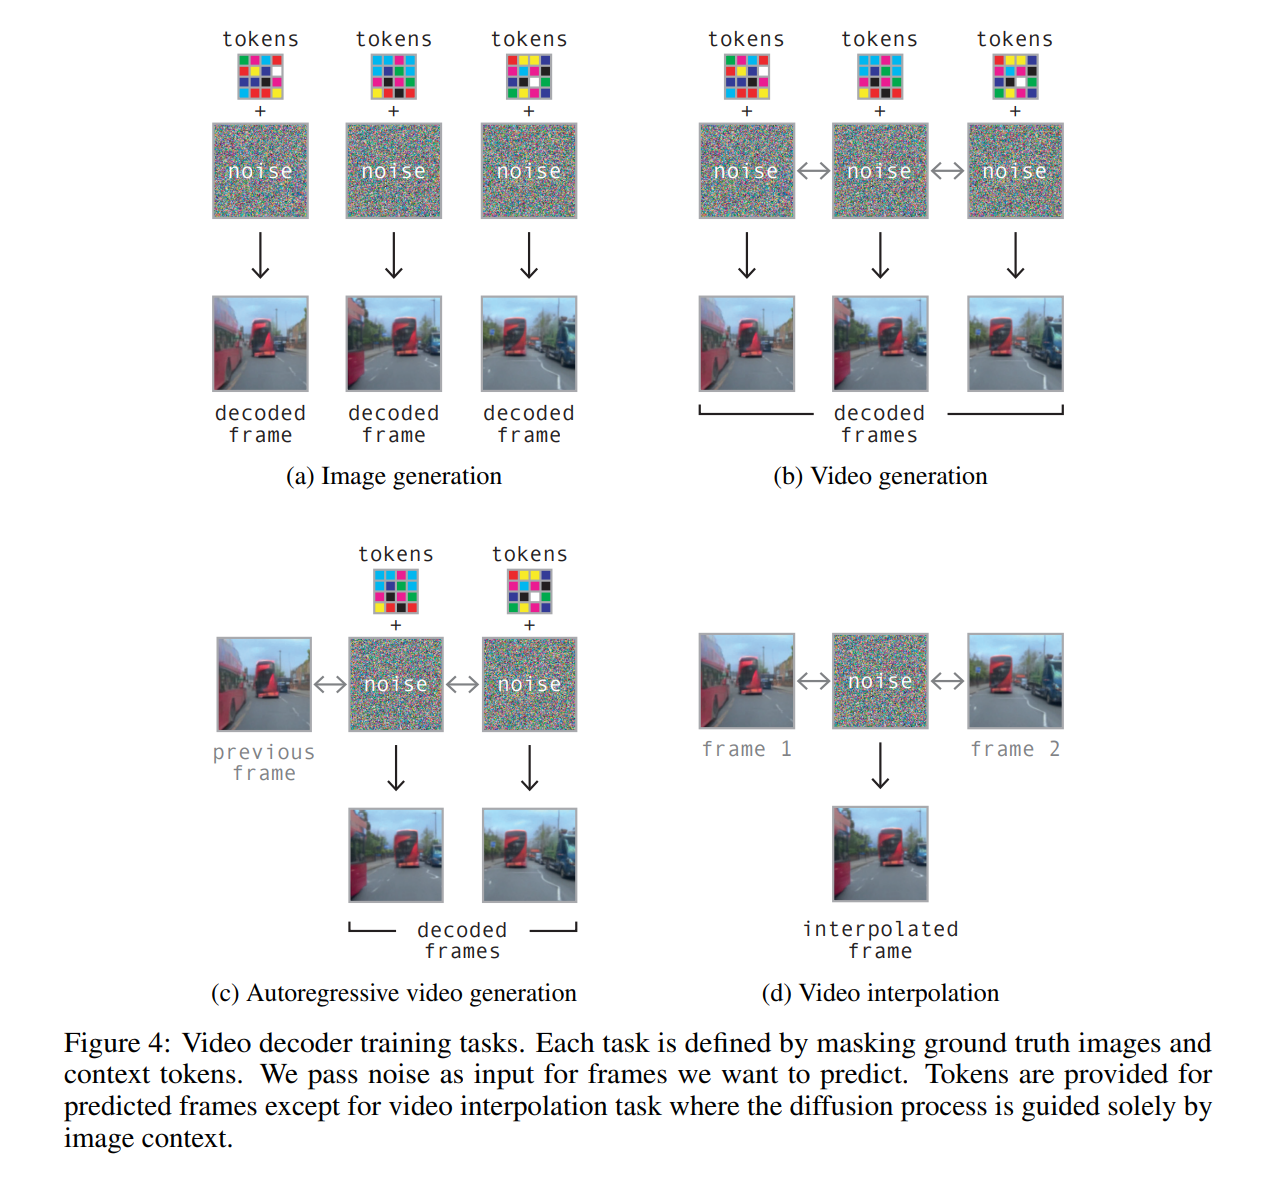 tokens tokens tokens
+ + +
noise noise noise
decoded frame decoded frame decoded frame
(a) Image generation
tokens tokens tokens
+ + +
noise noise noise
decoded
frames
(b) Video generation
tokens tokens
+ +
noise noise
previous
frame
decoded
frames
(c) Autoregressive video generation
noise
frame 1 frame 2
interpolated
frame
(d) Video interpolation
Figure 4: Video decoder training tasks. Each task is defined by masking ground truth images and
context tokens. We pass noise as input for frames we want to predict. Tokens are provided for
predicted frames except for video interpolation task where the diffusion process is guided solely by
image context.